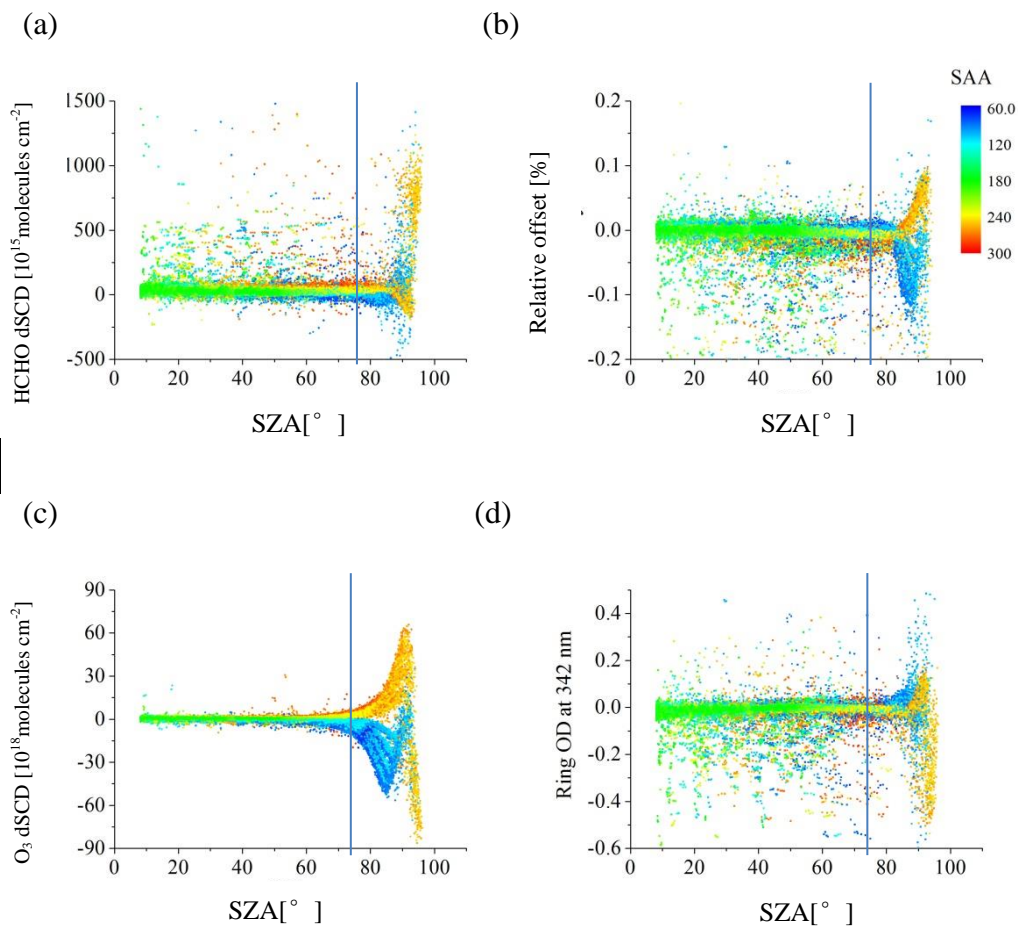 (a)
(b)
HCHO dSCD [10¹⁵molecules cm⁻²]
1500
1000
500
0
-500
0 20 40 60 80 100
SZA[° ]
Relative offset [%]
0.2
0.1
0.0
-0.1
-0.2
0 20 40 60 80 100
SZA[° ]
SAA
60.0
120
180
240
300
(c)
(d)
O₃ dSCD [10¹⁸molecules cm⁻²]
90
60
30
0
-30
-60
-90
0 20 40 60 80 100
SZA[° ]
Ring OD at 342 nm
0.4
0.2
0.0
-0.2
-0.4
-0.6
0 20 40 60 80 100
SZA[° ]